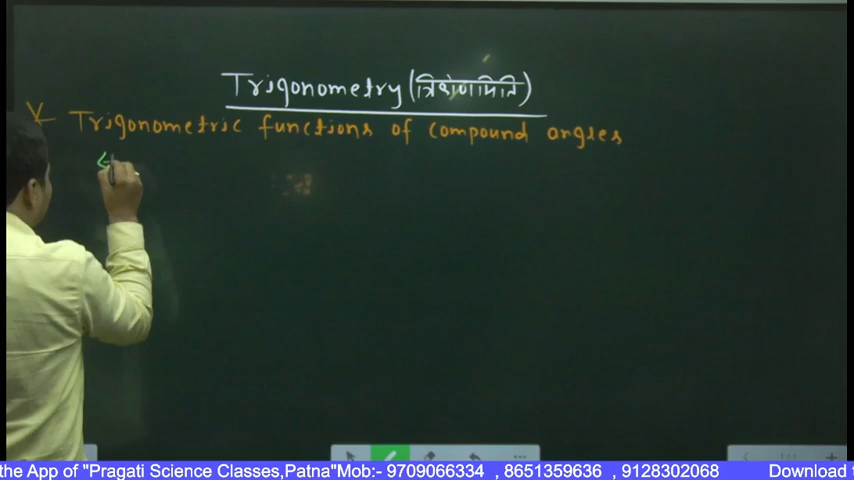 Trigonometry (त्रिकोणमिति)
Trigonometric functions of compound angles
the App of "Pragati Science Classes,Patna"Mob:- 9709066334 , 8651359636 , 9128302068 Download